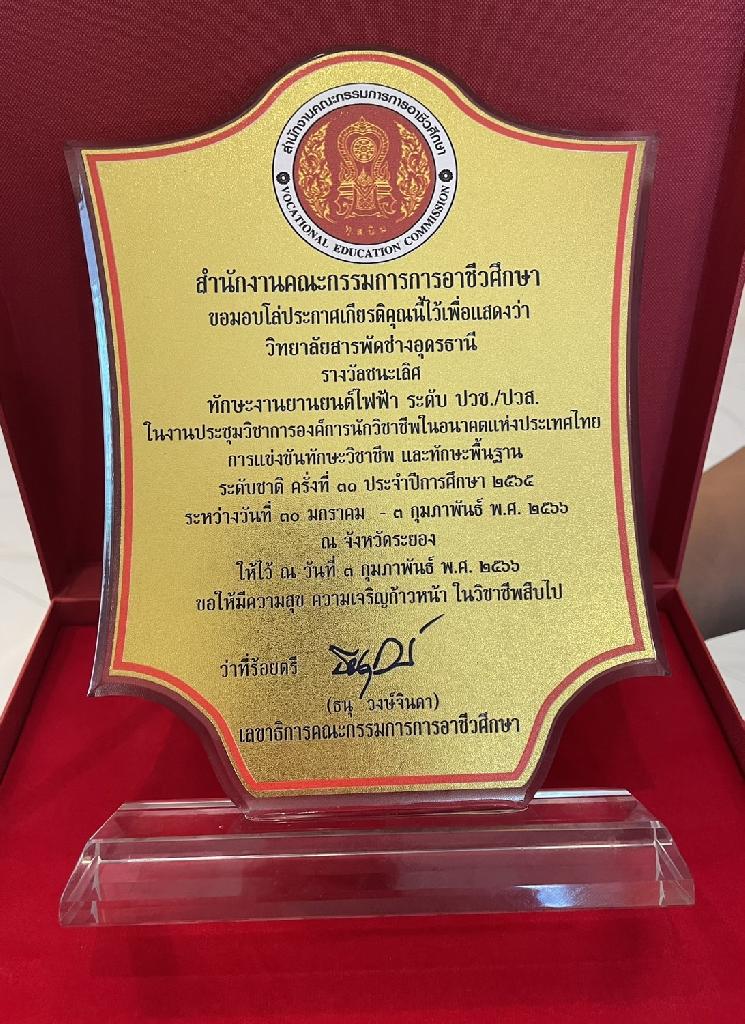 สำนักงานคณะกรรมการการอาชีวศึกษา
VOCATIONAL EDUCATION COMMISSION
ทุ ส นิ ม
สำนักงานคณะกรรมการการอาชีวศึกษา
ขอมอบโล่ประกาศเกียรติคุณนี้ไว้เพื่อแสดงว่า
วิทยาลัยสารพัดช่างอุดรธานี
รางวัลชนะเลิศ
ทักษะงานยานยนต์ไฟฟ้า ระดับ ปวช./ปวส.
ในงานประชุมวิชาการองค์การนักวิชาชีพในอนาคตแห่งประเทศไทย
การแข่งขันทักษะวิชาชีพ และทักษะพื้นฐาน
ระดับชาติ ครั้งที่ ๓๐ ประจำปีการศึกษา ๒๕๖๕
ระหว่างวันที่ ๓๐ มกราคม - ๓ กุมภาพันธ์ พ.ศ. ๒๕๖๖
ณ จังหวัดระยอง
ให้ไว้ ณ วันที่ ๓ กุมภาพันธ์ พ.ศ. ๒๕๖๖
ขอให้มีความสุข ความเจริญก้าวหน้า ในวิชาชีพสืบไป
ว่าที่ร้อยตรี
(ธนุ วงษ์จินดา)
เลขาธิการคณะกรรมการการอาชีวศึกษา